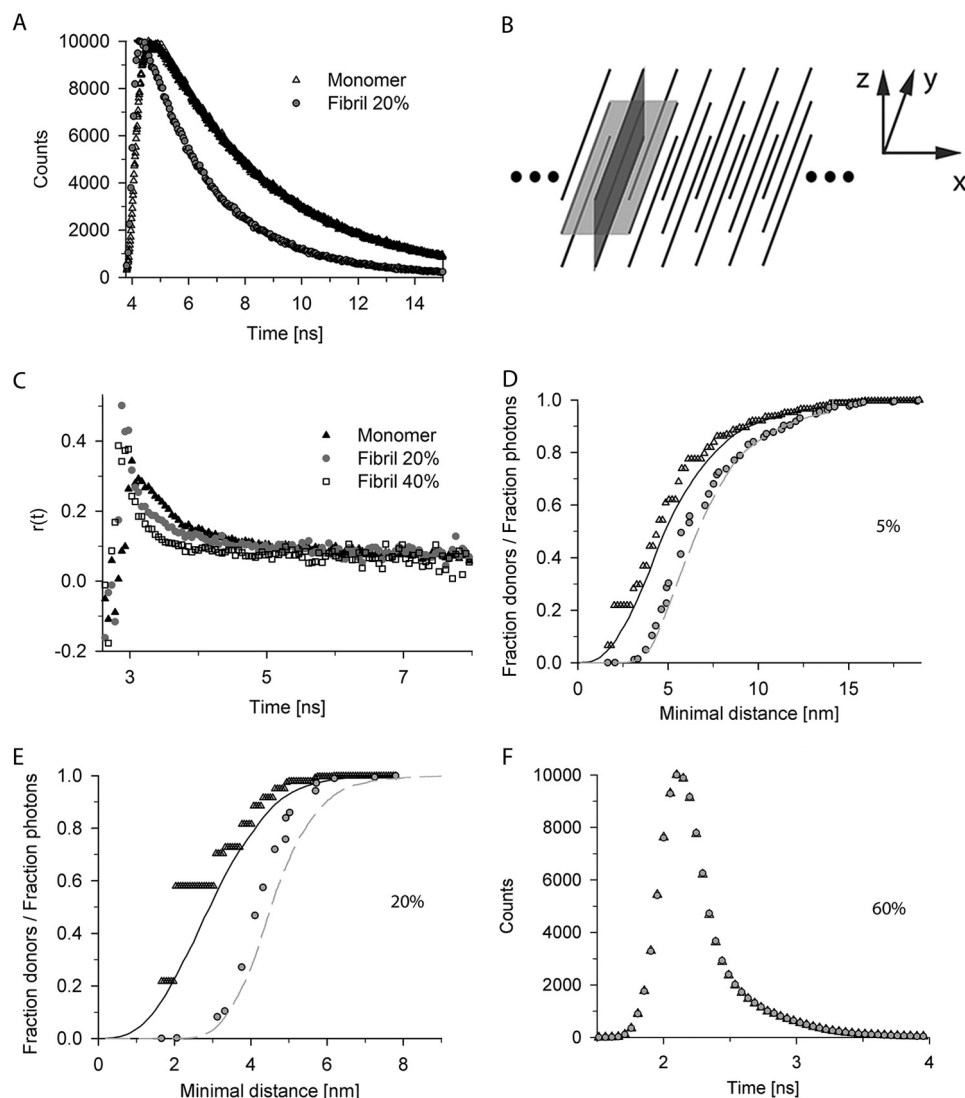 A
10000
8000
6000
4000
2000
0
Counts
Monomer
Fibril 20%
4 6 8 10 12 14
Time [ns]
B
z
y
x
C
0.4
0.2
0.0
-0.2
r(t)
Monomer
Fibril 20%
Fibril 40%
3 5 7
Time [ns]
D
1.0
0.8
0.6
0.4
0.2
0.0
Fraction donors / Fraction photons
5%
0 5 10 15
Minimal distance [nm]
E
1.0
0.8
0.6
0.4
0.2
0.0
Fraction donors / Fraction photons
20%
0 2 4 6 8
Minimal distance [nm]
F
10000
8000
6000
4000
2000
0
Counts
60%
2 3 4
Time [ns]